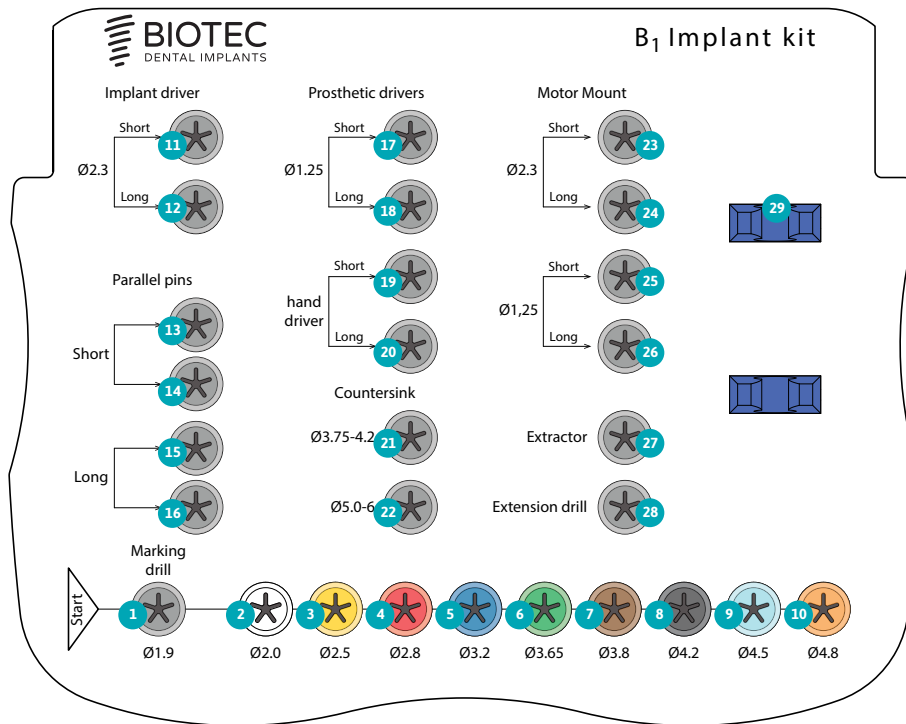 BIOTEC
DENTAL IMPLANTS
B1 Implant kit
Implant driver
Short
11
Ø2.3
Long
12
Prosthetic drivers
Short
17
Ø1.25
Long
18
Motor Mount
Short
23
Ø2.3
Long
24
29
Parallel pins
13
Short
14
15
Long
16
Short
19
hand
driver
Long
20
Short
25
Ø1,25
Long
26
Countersink
Ø3.75-4.2
21
Ø5.0-6
22
Extractor
27
Extension drill
28
Marking
drill
Start
1 2 3 4 5 6 7 8 9 10
Ø1.9 Ø2.0 Ø2.5 Ø2.8 Ø3.2 Ø3.65 Ø3.8 Ø4.2 Ø4.5 Ø4.8